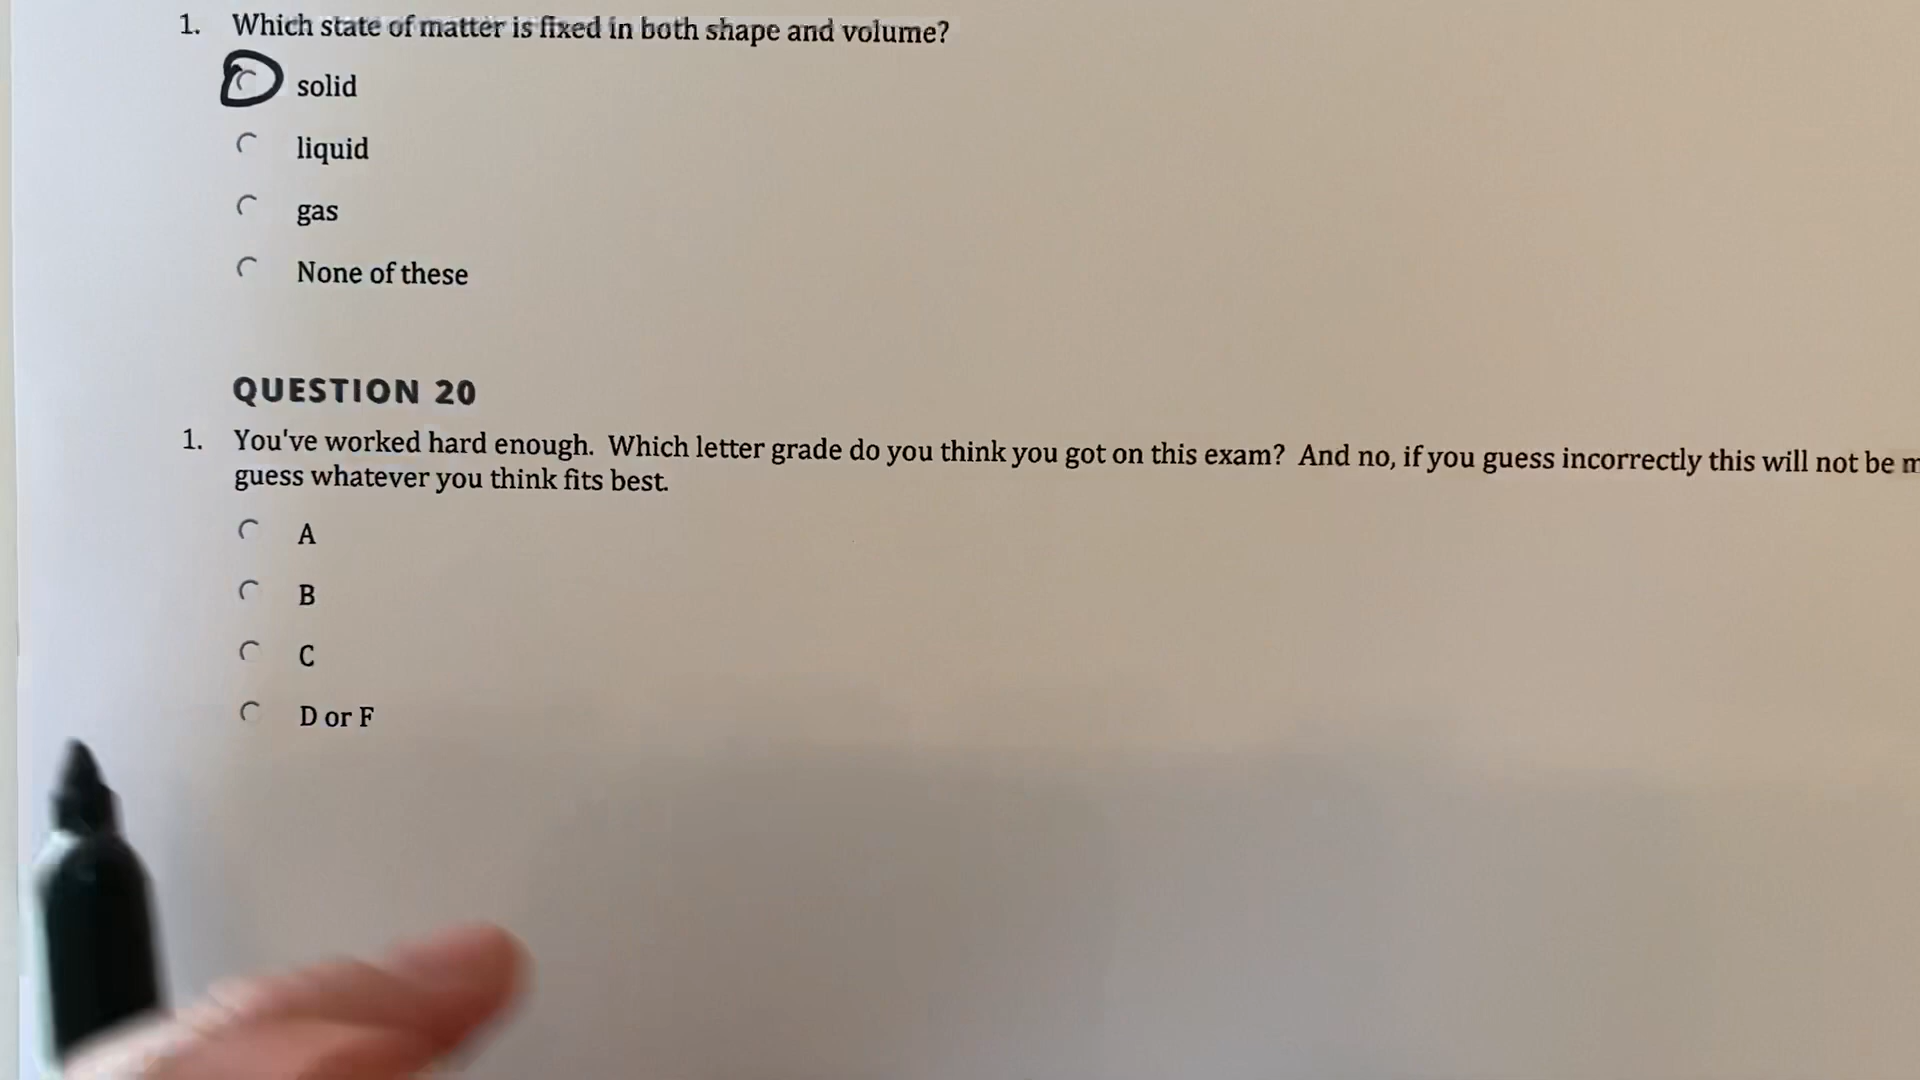 1. Which state of matter is fixed in both shape and volume?
solid
liquid
gas
None of these
QUESTION 20
1. You've worked hard enough. Which letter grade do you think you got on this exam? And no, if you guess incorrectly this will not be
guess whatever you think fits best.
A
B
C
D or F